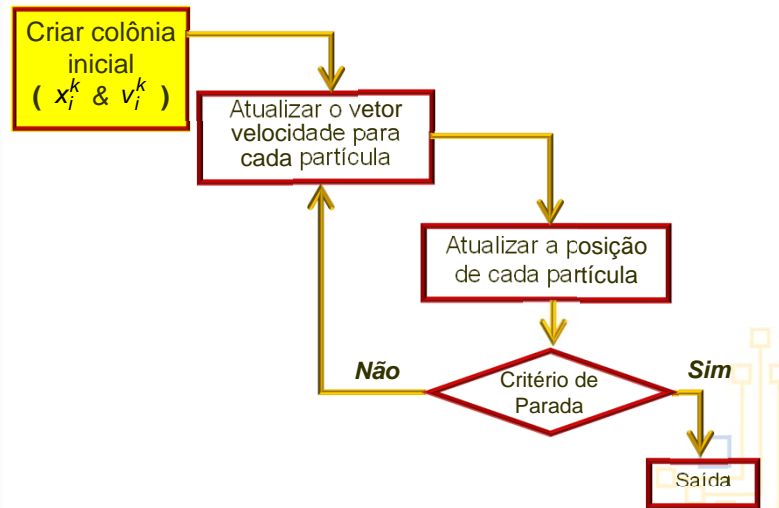 Criar colônia
inicial
( x_i^k & v_i^k )
Atualizar o vetor
velocidade para
cada partícula
Atualizar a posição
de cada partícula
Não
Critério de
Parada
Sim
Saída